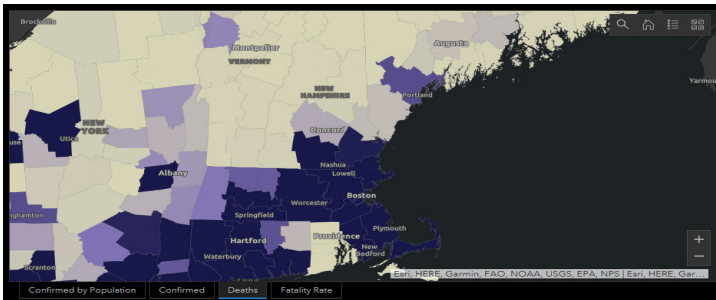 Brockville
Montpelier
VERMONT
Augusta
Yarmou
NEW
HAMPSHIRE
Portland
NEW
YORK
Utica
use
Concord
Nashua
Lowell
Albany
Boston
Worcester
Springfield
nghamton
Plymouth
Providence
Hartford
New
Bedford
Waterbury
Scranton
Esri, HERE, Garmin, FAO, NOAA, USGS, EPA, NPS | Esri, HERE, Gar...
Confirmed by Population
Confirmed
Deaths
Fatality Rate